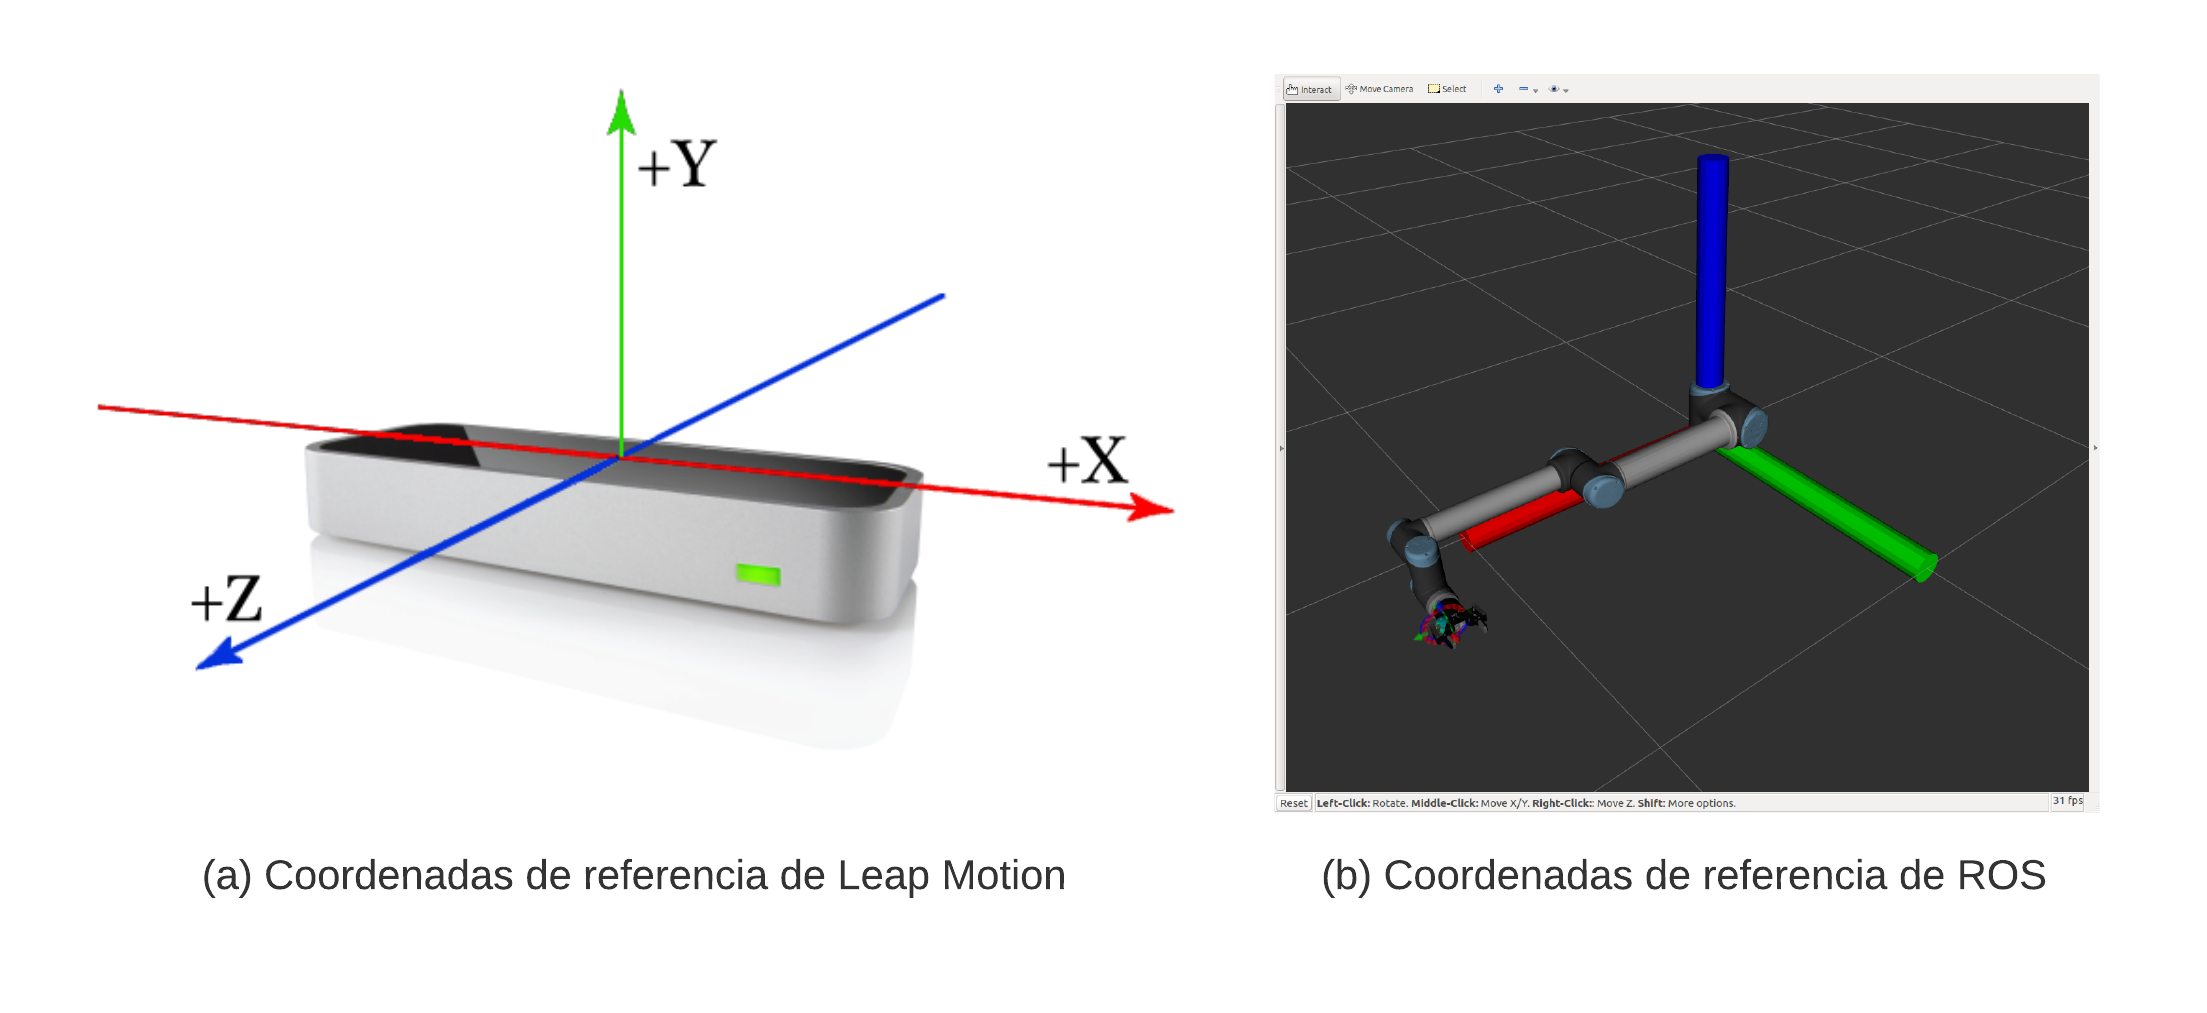 +Y
+X
+Z
Interact Move Camera Select
Reset Left-Click: Rotate. Middle-Click: Move X/Y. Right-Click:: Move Z. Shift: More options. 31 fps
(a) Coordenadas de referencia de Leap Motion
(b) Coordenadas de referencia de ROS